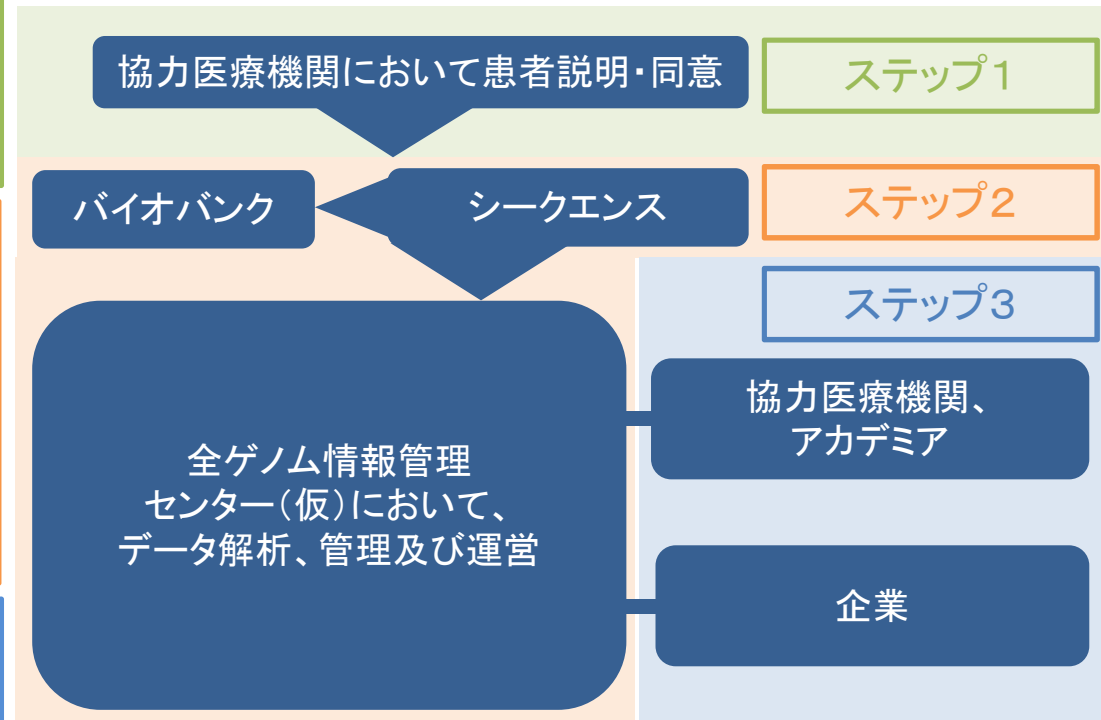 協力医療機関において患者説明・同意
ステップ１
バイオバンク
シークエンス
ステップ２
ステップ３
協力医療機関、
アカデミア
全ゲノム情報管理
センター（仮）において、
データ解析、管理及び運営
企業